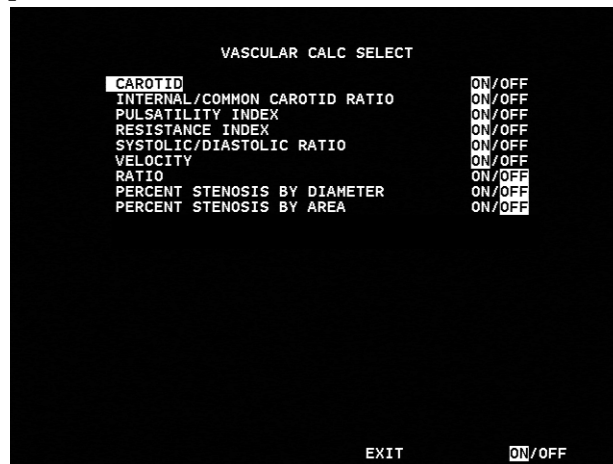 VASCULAR CALC SELECT
CAROTID ON/OFF
INTERNAL/COMMON CAROTID RATIO ON/OFF
PULSATILITY INDEX ON/OFF
RESISTANCE INDEX ON/OFF
SYSTOLIC/DIASTOLIC RATIO ON/OFF
VELOCITY ON/OFF
RATIO ON/OFF
PERCENT STENOSIS BY DIAMETER ON/OFF
PERCENT STENOSIS BY AREA ON/OFF
EXIT ON/OFF